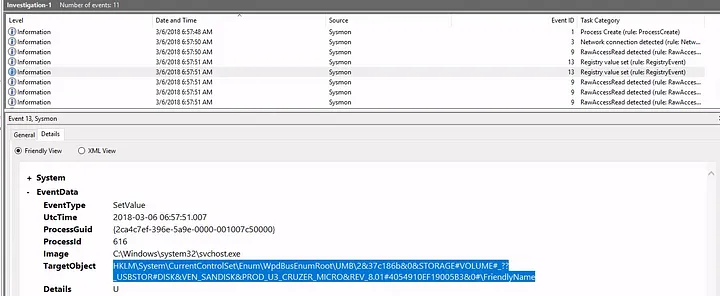 Investigation-1 Number of events: 11
Level Date and Time Source Event ID Task Category
Information 3/6/2018 6:57:48 AM Sysmon 1 Process Create (rule: ProcessCreate)
Information 3/6/2018 6:57:50 AM Sysmon 3 Network connection detected (rule: Netw...
Information 3/6/2018 6:57:50 AM Sysmon 9 RawAccessRead detected (rule: RawAcces...
Information 3/6/2018 6:57:51 AM Sysmon 13 Registry value set (rule: RegistryEvent)
Information 3/6/2018 6:57:51 AM Sysmon 13 Registry value set (rule: RegistryEvent)
Information 3/6/2018 6:57:51 AM Sysmon 9 RawAccessRead detected (rule: RawAcces...
Information 3/6/2018 6:57:51 AM Sysmon 9 RawAccessRead detected (rule: RawAcces...
Information 3/6/2018 6:57:51 AM Sysmon 9 RawAccessRead detected (rule: RawAcces...
Event 13, Sysmon
General Details
Friendly View XML View
+ System
- EventData
EventType SetValue
UtcTime 2018-03-06 06:57:51.007
ProcessGuid {2ca4c7ef-396e-5a9e-0000-001007c50000}
ProcessId 616
Image C:\Windows\system32\svchost.exe
TargetObject HKLM\System\CurrentControlSet\Enum\WpdBusEnumRoot\UMB\2&37c186b&0&STORAGE#VOLUME#_??
_USBSTOR#DISK&VEN_SANDISK&PROD_U3_CRUZER_MICRO&REV_8.01#4054910EF19005B3&0#\FriendlyName
Details U